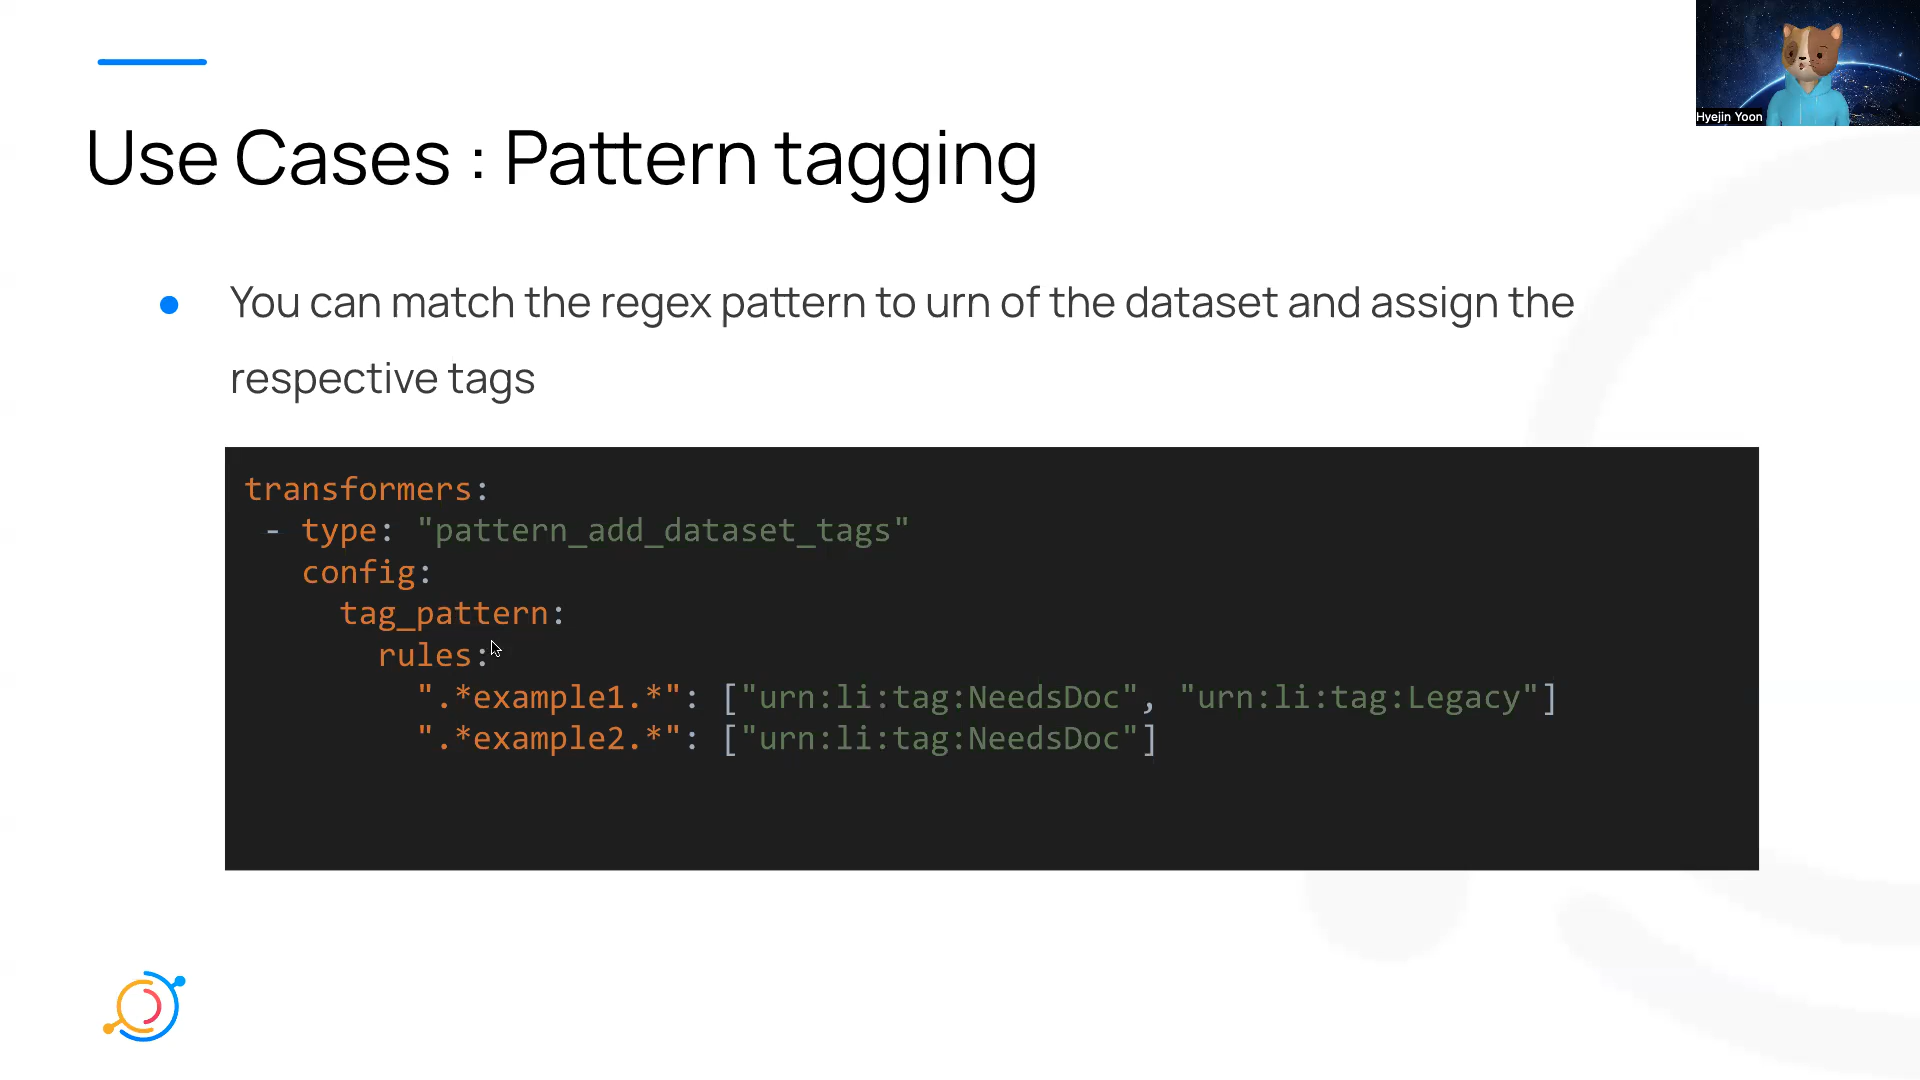 Hyejin Yoon
Use Cases : Pattern tagging
You can match the regex pattern to urn of the dataset and assign the
respective tags
transformers:
- type: "pattern_add_dataset_tags"
config:
tag_pattern:
rules:
".*example1.*": ["urn:li:tag:NeedsDoc", "urn:li:tag:Legacy"]
".*example2.*": ["urn:li:tag:NeedsDoc"]